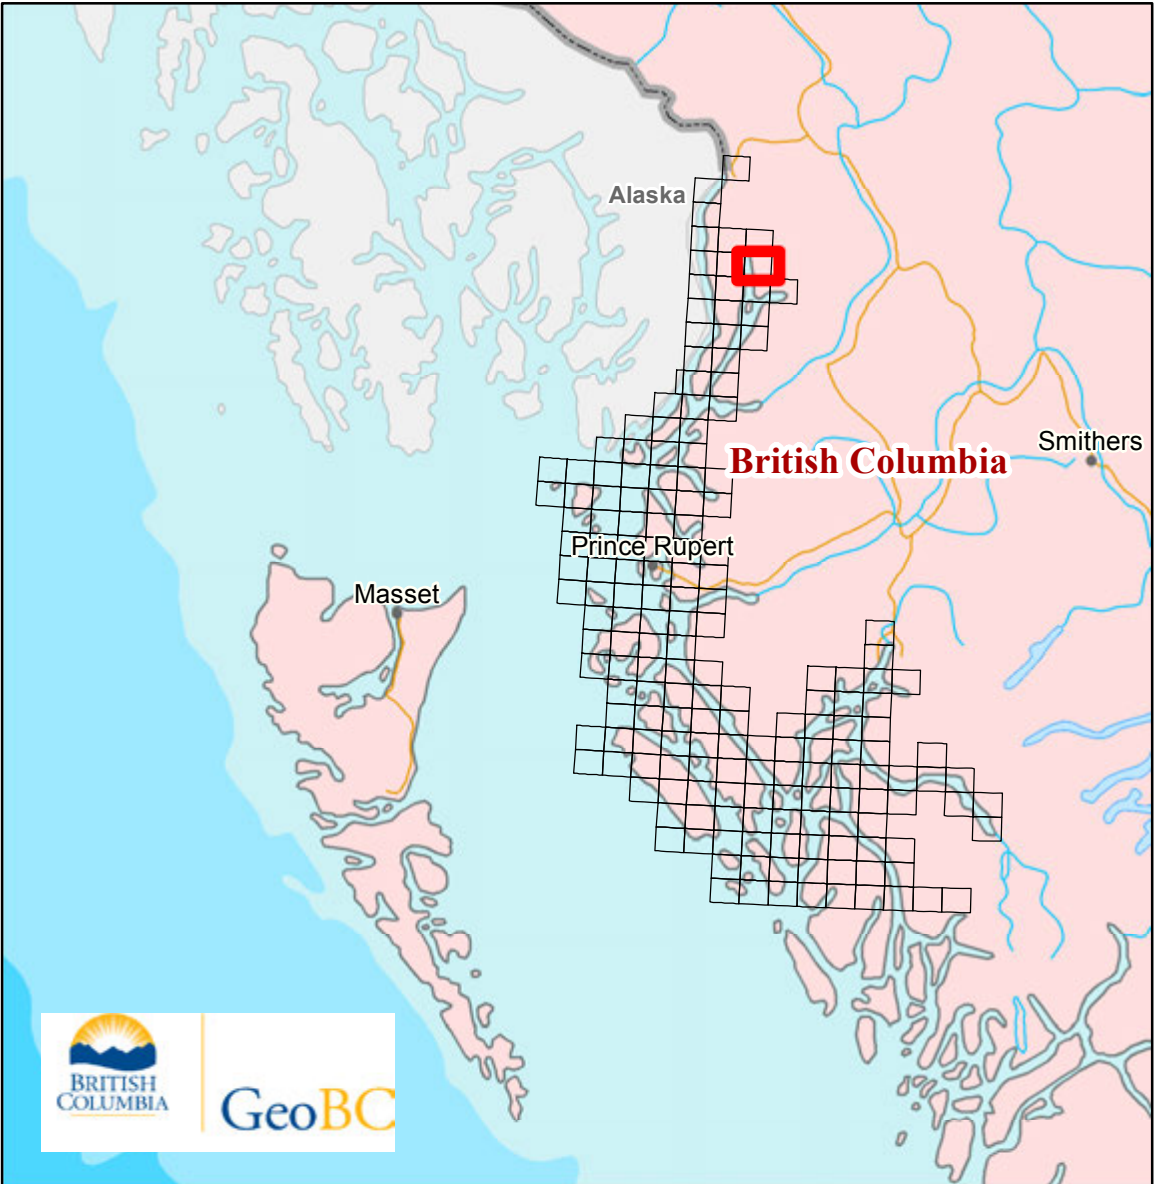 Alaska
British Columbia
Smithers
Prince Rupert
Masset
BRITISH
COLUMBIA
GeoBC